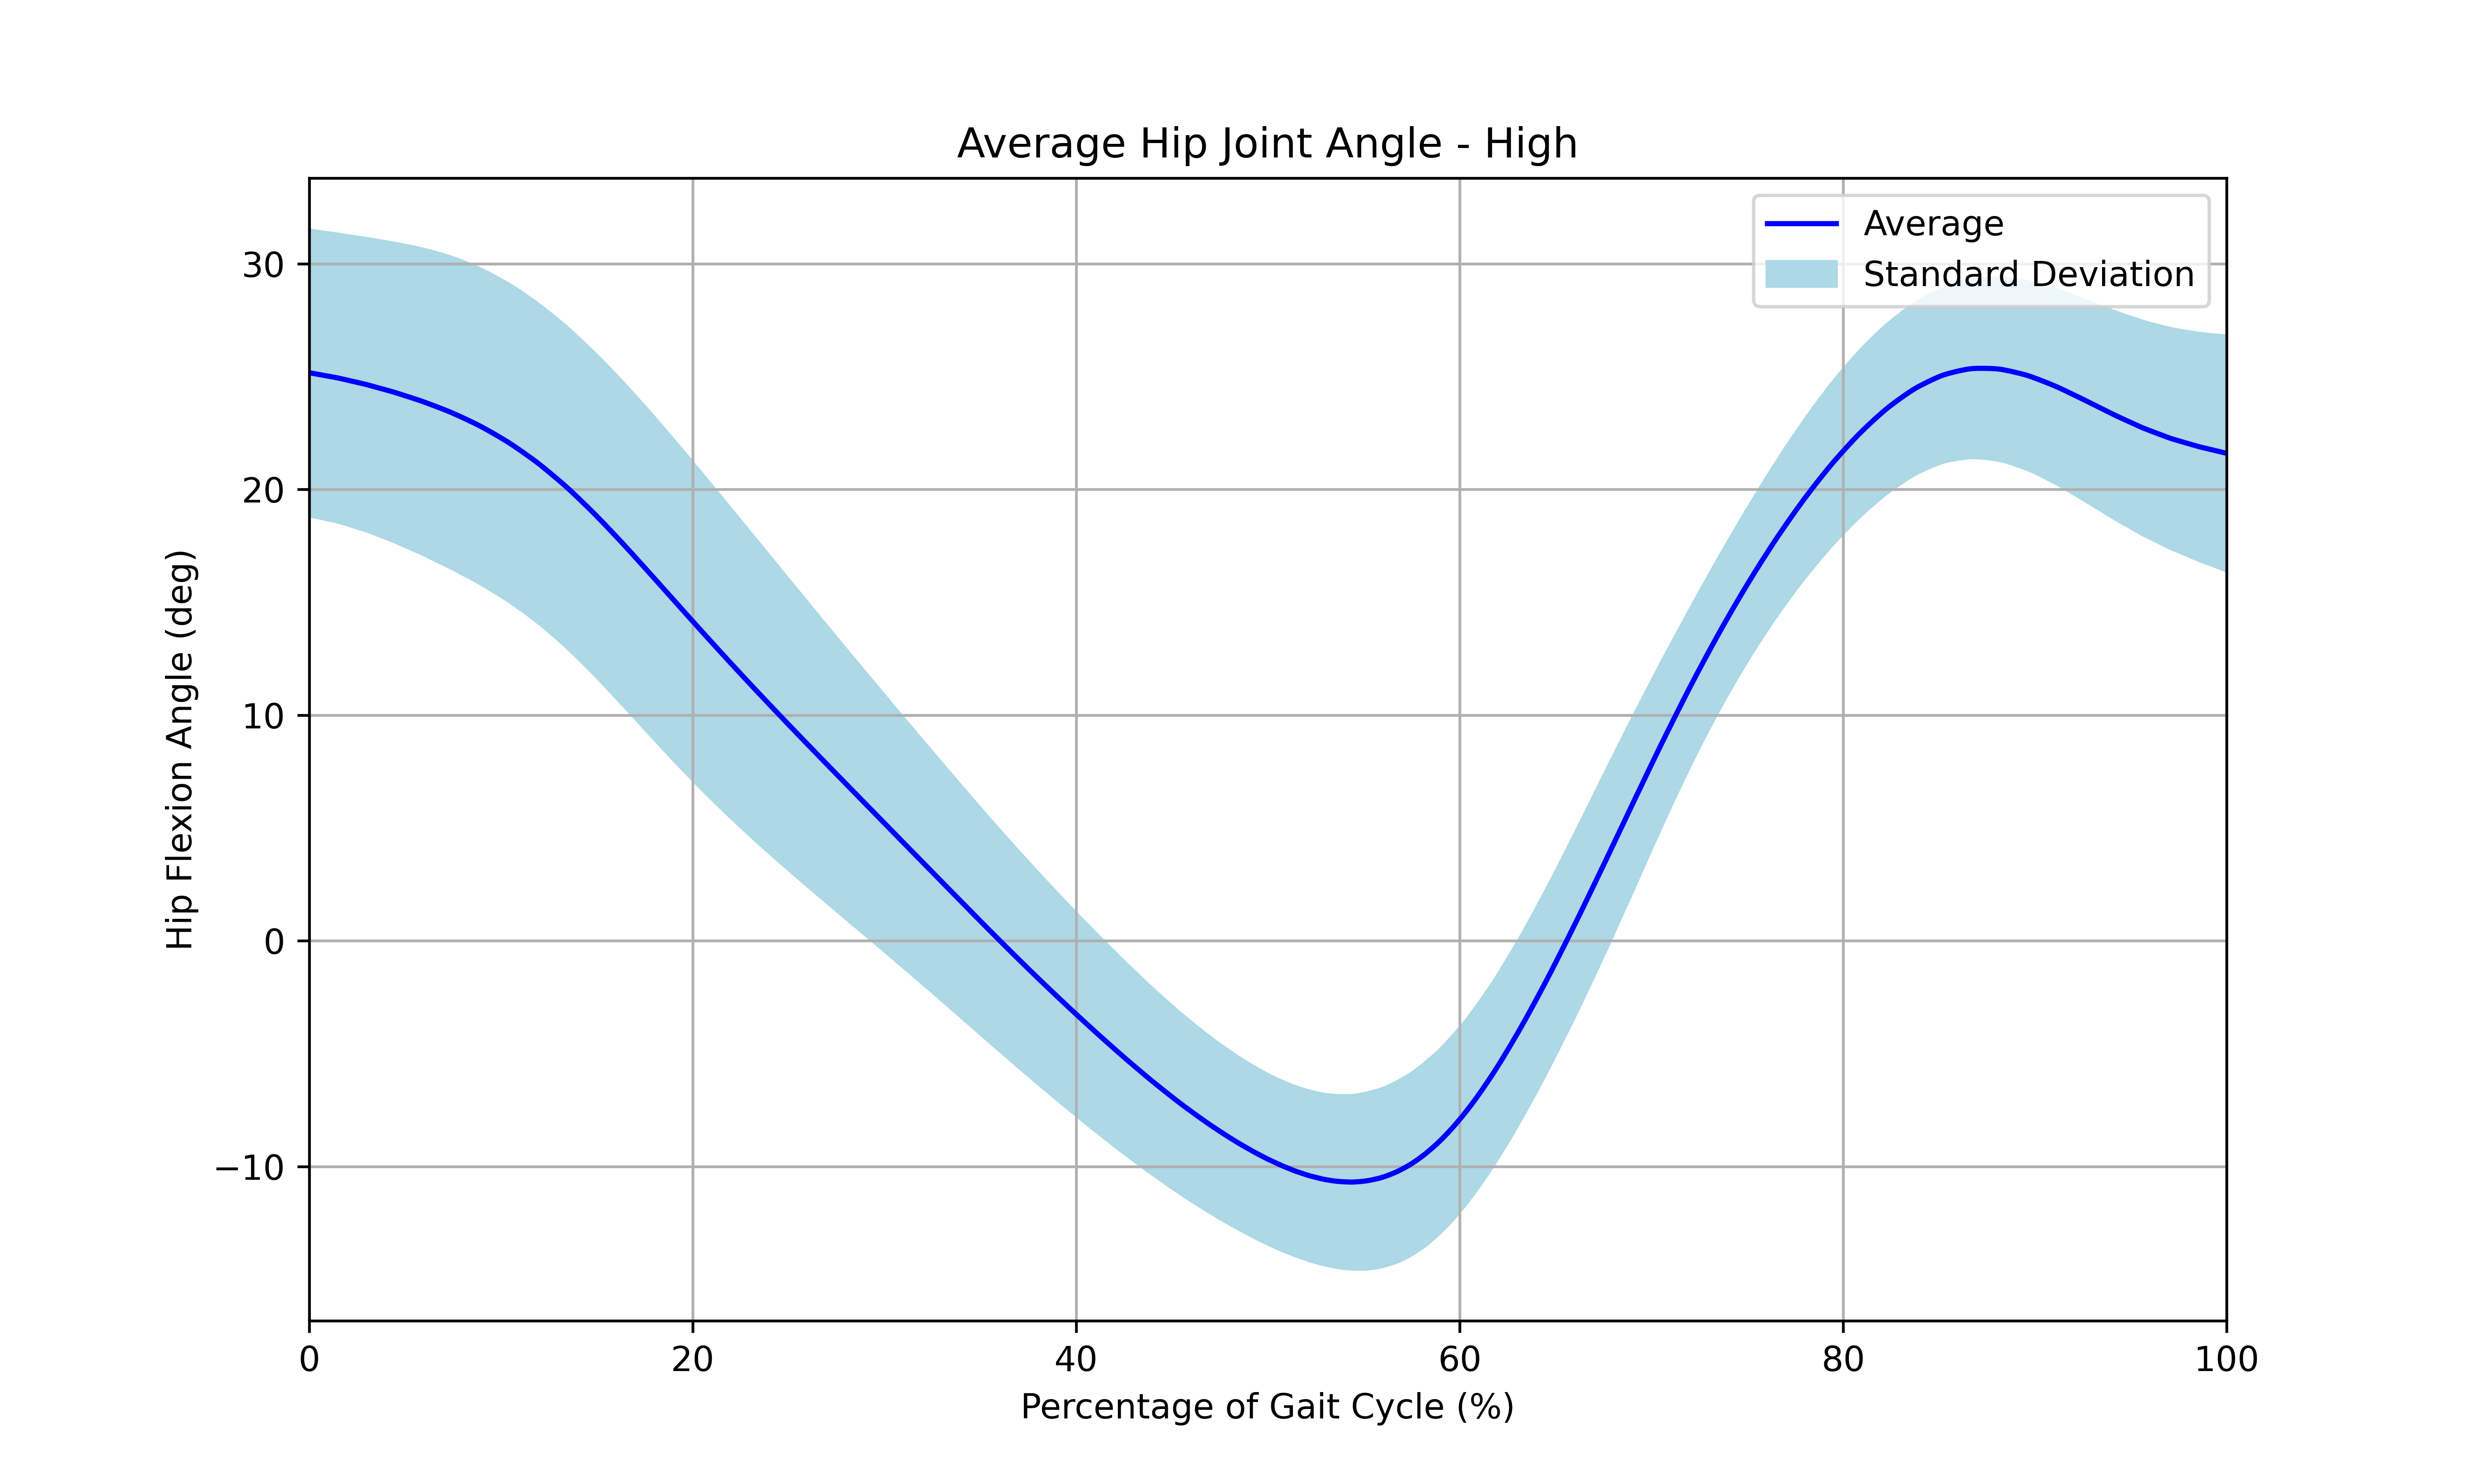 Average Hip Joint Angle - High
Average
Standard Deviation
30
20
10
0
−10
Hip Flexion Angle (deg)
0 20 40 60 80 100
Percentage of Gait Cycle (%)